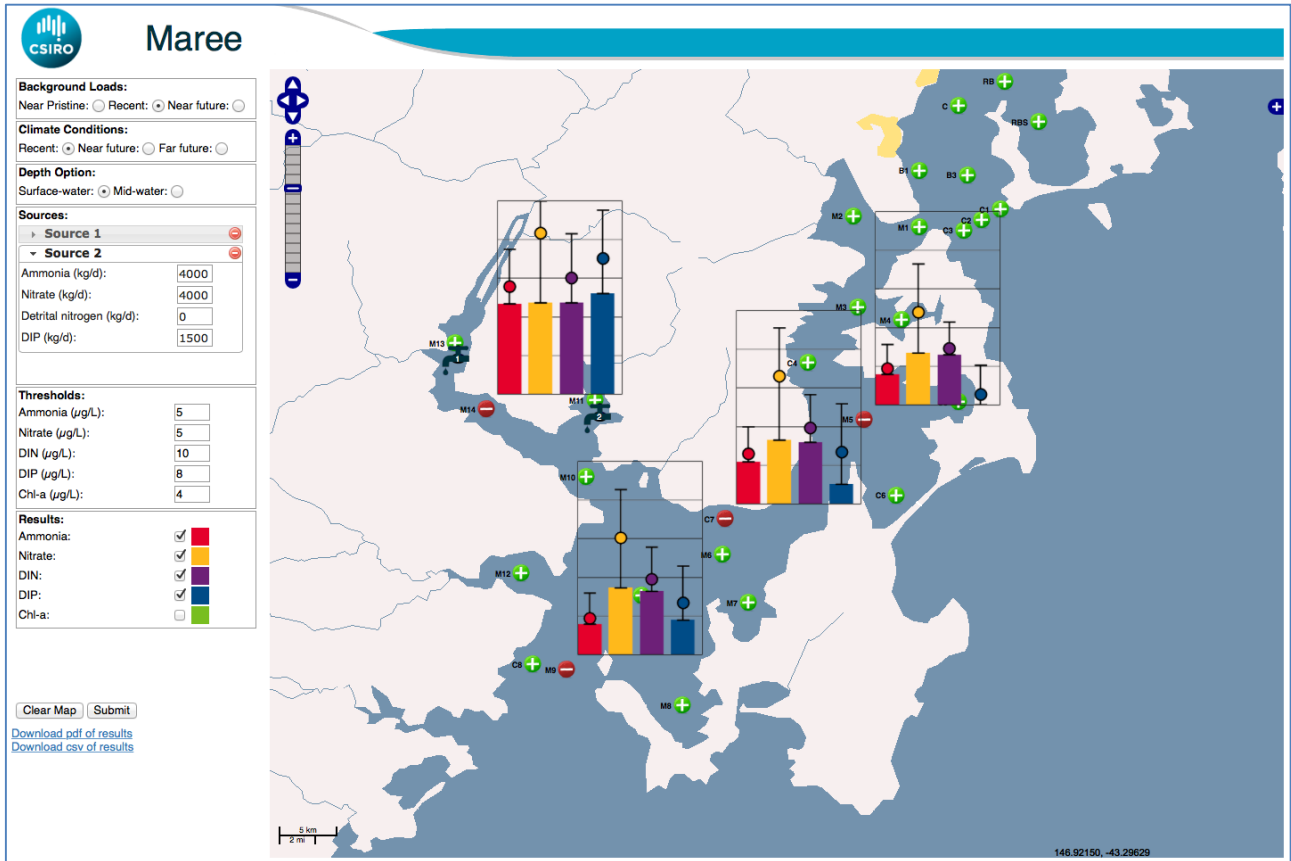 CSIRO
Maree
Background Loads:
Near Pristine: Recent: Near future:
Climate Conditions:
Recent: Near future: Far future:
Depth Option:
Surface-water: Mid-water:
Sources:
Source 1
Source 2
Ammonia (kg/d): 4000
Nitrate (kg/d): 4000
Detrital nitrogen (kg/d): 0
DIP (kg/d): 1500
Thresholds:
Ammonia (µg/L): 5
Nitrate (µg/L): 5
DIN (µg/L): 10
DIP (µg/L): 8
Chl-a (µg/L): 4
Results:
Ammonia:
Nitrate:
DIN:
DIP:
Chl-a:
Clear Map Submit
Download pdf of results
Download csv of results
RB
C
RBS
B1
B3
C1
M2
C2
M1
C3
M3
M4
M13
1
C4
M11
M14
2
M5
M10
C6
C7
M6
M12
M7
C8
M9
M8
5 km
2 mi
146.92150, -43.29629